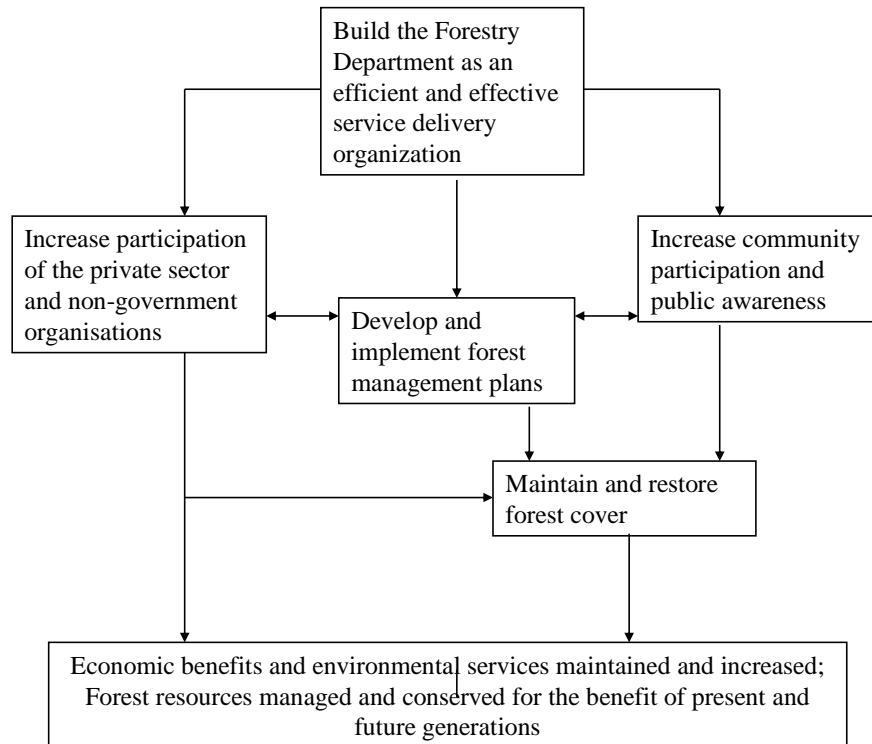 Build the Forestry
Department as an
efficient and effective
service delivery
organization
Increase participation
of the private sector
and non-government
organisations
Increase community
participation and
public awareness
Develop and
implement forest
management plans
Maintain and restore
forest cover
Economic benefits and environmental services maintained and increased;
Forest resources managed and conserved for the benefit of present and
future generations